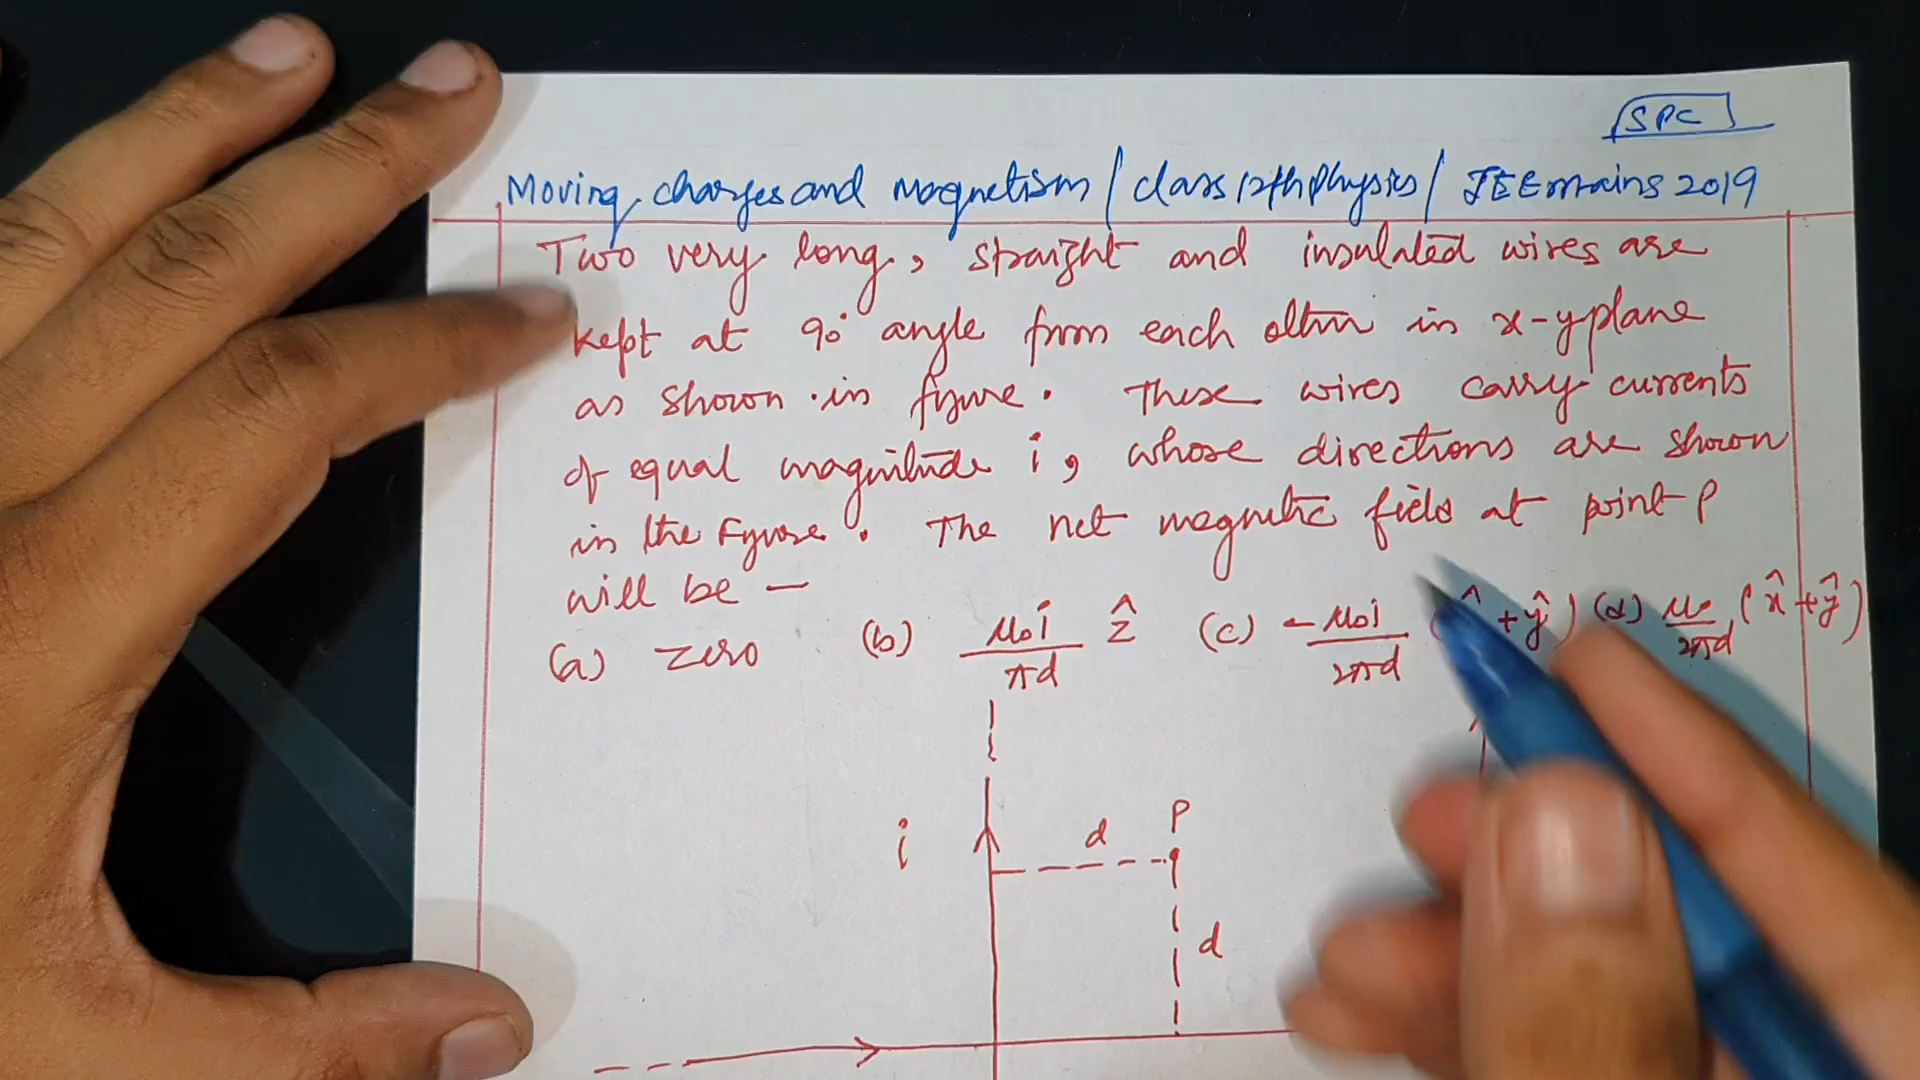 SPC
Moving charges and Magnetism / class 12th physics / JEE mains 2019
Two very long, straight and insulated wires are
kept at 90° angle from each other in x-y plane
as shown in figure. These wires carry currents
of equal magnitude i, whose directions are shown
in the Figure. The net magnetic field at point P
will be —
(a) zero (b) μ₀i/πd ẑ (c) -μ₀i/2πd ( ^ + ŷ) (d) μ₀/2πd (x̂ + ŷ)
P
i d
d